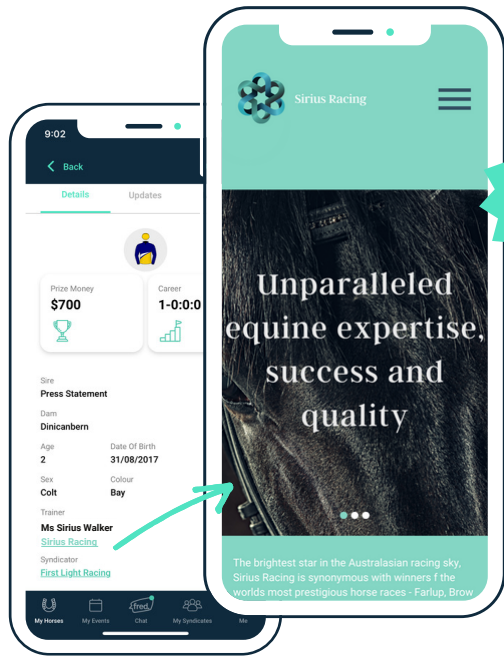 9:02
Back
Details
Updates
Prize Money
$700
Career
1-0:0:0
Sire
Press Statement
Dam
Dinicanbern
Age
Date Of Birth
2
31/08/2017
Sex
Colour
Colt
Bay
Trainer
Ms Sirius Walker
Sirius Racing
Syndicator
First Light Racing
My Horses
My Events
fred
Chat
My Syndicates
Me
Sirius Racing
Unparalleled
equine expertise,
success and
quality
The brightest star in the Australasian racing sky,
Sirius Racing is synonymous with winners f the
worlds most prestigious horse races - Farlup, Brow